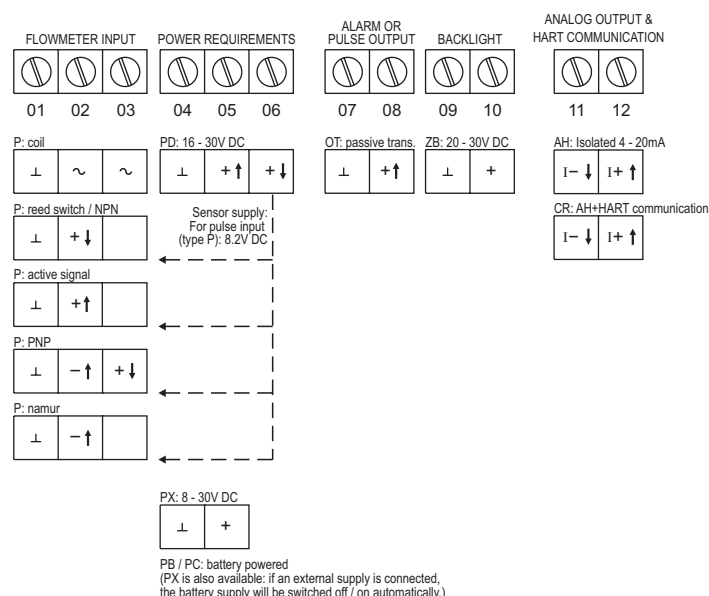 FLOWMETER INPUT
POWER REQUIREMENTS
ALARM OR
PULSE OUTPUT
BACKLIGHT
ANALOG OUTPUT &
HART COMMUNICATION
01 02 03 04 05 06 07 08 09 10 11 12
P: coil
⊥ ~ ~
PD: 16 - 30V DC
⊥ +↑ +↓
OT: passive trans.
⊥ +↑
ZB: 20 - 30V DC
⊥ +
AH: Isolated 4 - 20mA
I- ↓ I+ ↑
CR: AH+HART communication
I- ↓ I+ ↑
P: reed switch / NPN
⊥ +↓
Sensor supply:
For pulse input
(type P): 8.2V DC
P: active signal
⊥ +↑
P: PNP
⊥ -↑ +↓
P: namur
⊥ -↑
PX: 8 - 30V DC
⊥ +
PB / PC: battery powered
(PX is also available: if an external supply is connected,
the battery supply will be switched off / on automatically.)